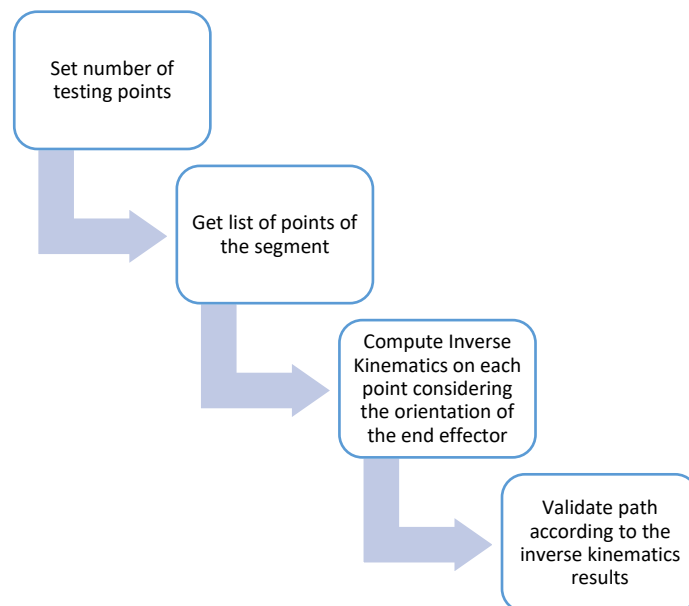 Set number of
testing points
Get list of points of
the segment
Compute Inverse
Kinematics on each
point considering
the orientation of
the end effector
Validate path
according to the
inverse kinematics
results